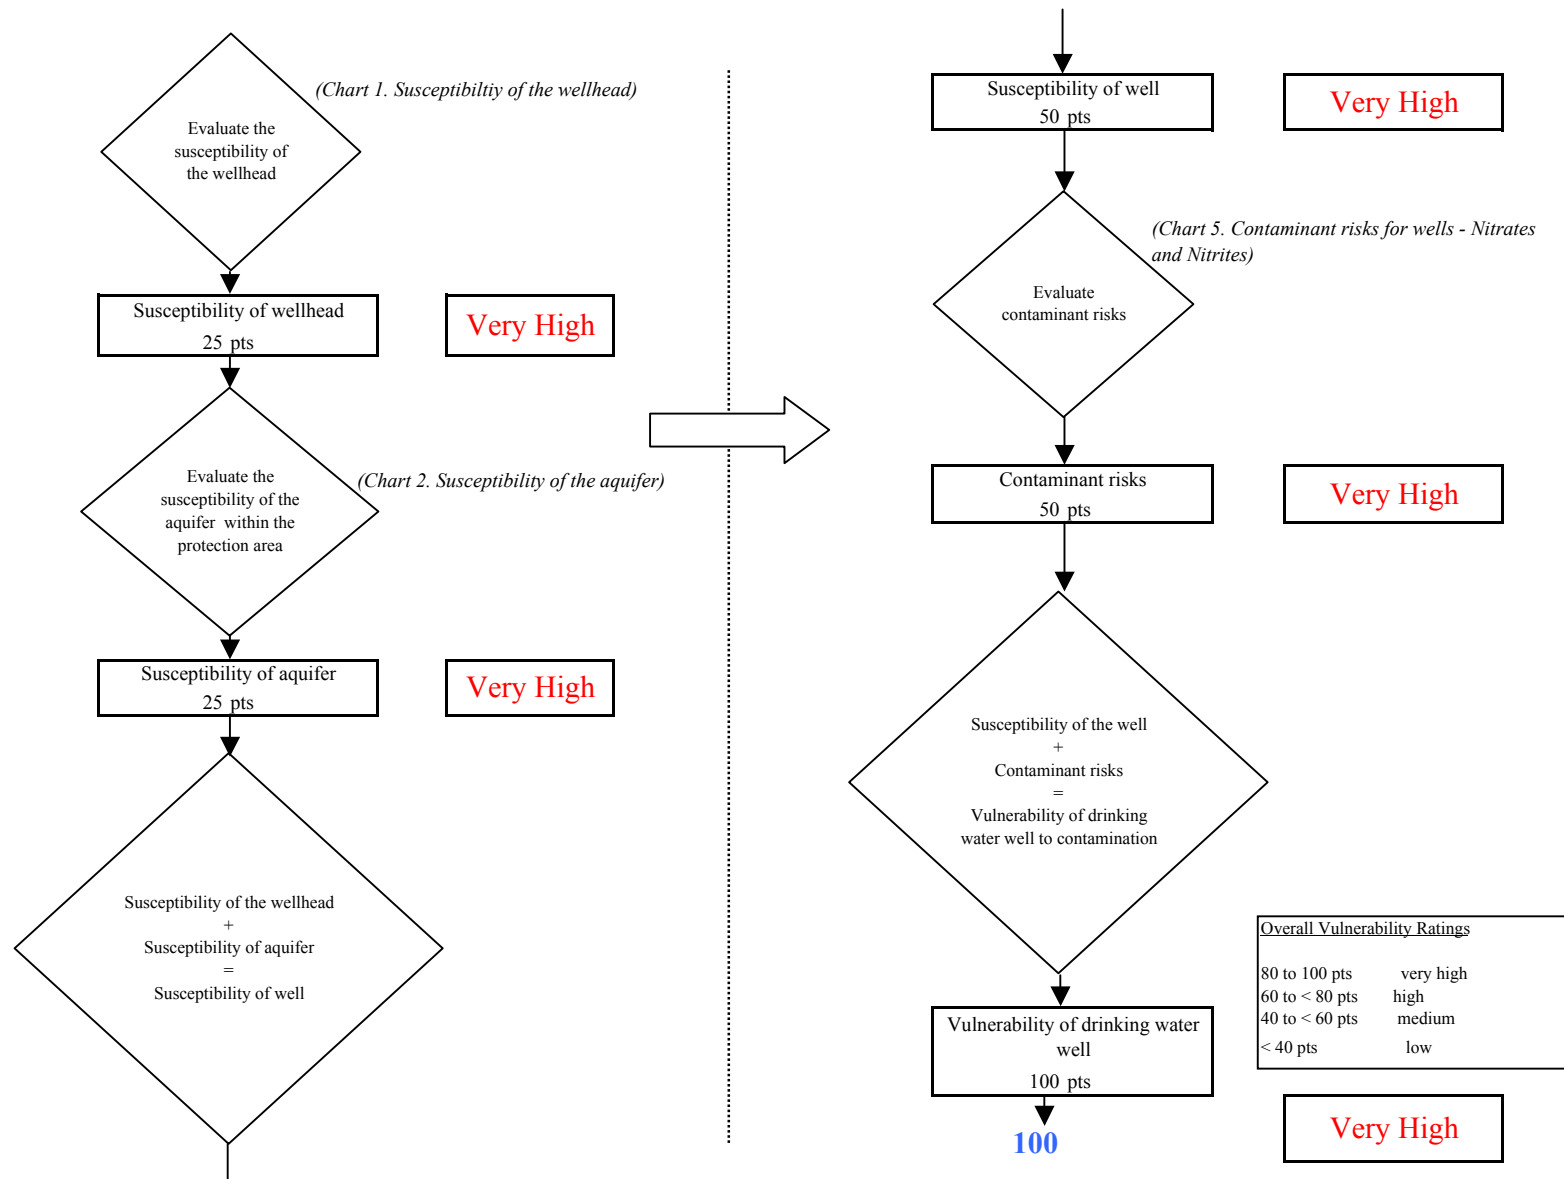 (Chart 1. Susceptibiltiy of the wellhead)
Evaluate the
susceptibility of
the wellhead
Susceptibility of wellhead
25 pts
Very High
Evaluate the
susceptibility of the
aquifer within the
protection area
(Chart 2. Susceptibility of the aquifer)
Susceptibility of aquifer
25 pts
Very High
Susceptibility of the wellhead
+
Susceptibility of aquifer
=
Susceptibility of well
Susceptibility of well
50 pts
Very High
(Chart 5. Contaminant risks for wells - Nitrates
and Nitrites)
Evaluate
contaminant risks
Contaminant risks
50 pts
Very High
Susceptibility of the well
+
Contaminant risks
=
Vulnerability of drinking
water well to contamination
Overall Vulnerability Ratings
80 to 100 pts very high
60 to < 80 pts high
40 to < 60 pts medium
< 40 pts low
Vulnerability of drinking water
well
100 pts
100
Very High